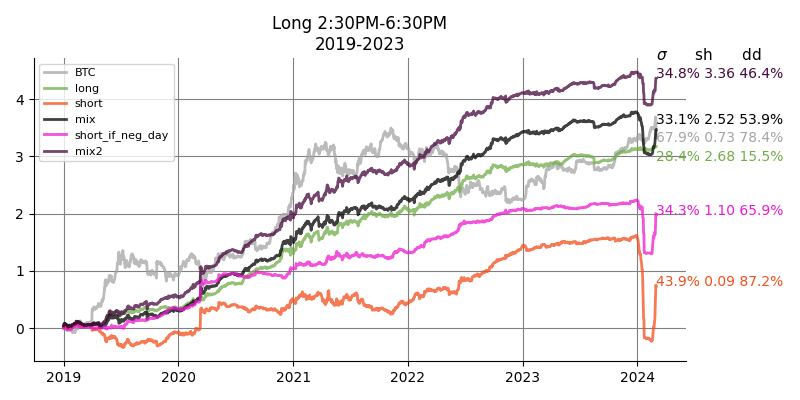 Long 2:30PM-6:30PM
2019-2023
σ sh dd
BTC
long
short
mix
short_if_neg_day
mix2
34.8% 3.36 46.4%
33.1% 2.52 53.9%
67.9% 0.73 78.4%
28.4% 2.68 15.5%
34.3% 1.10 65.9%
43.9% 0.09 87.2%
4
3
2
1
0
2019 2020 2021 2022 2023 2024